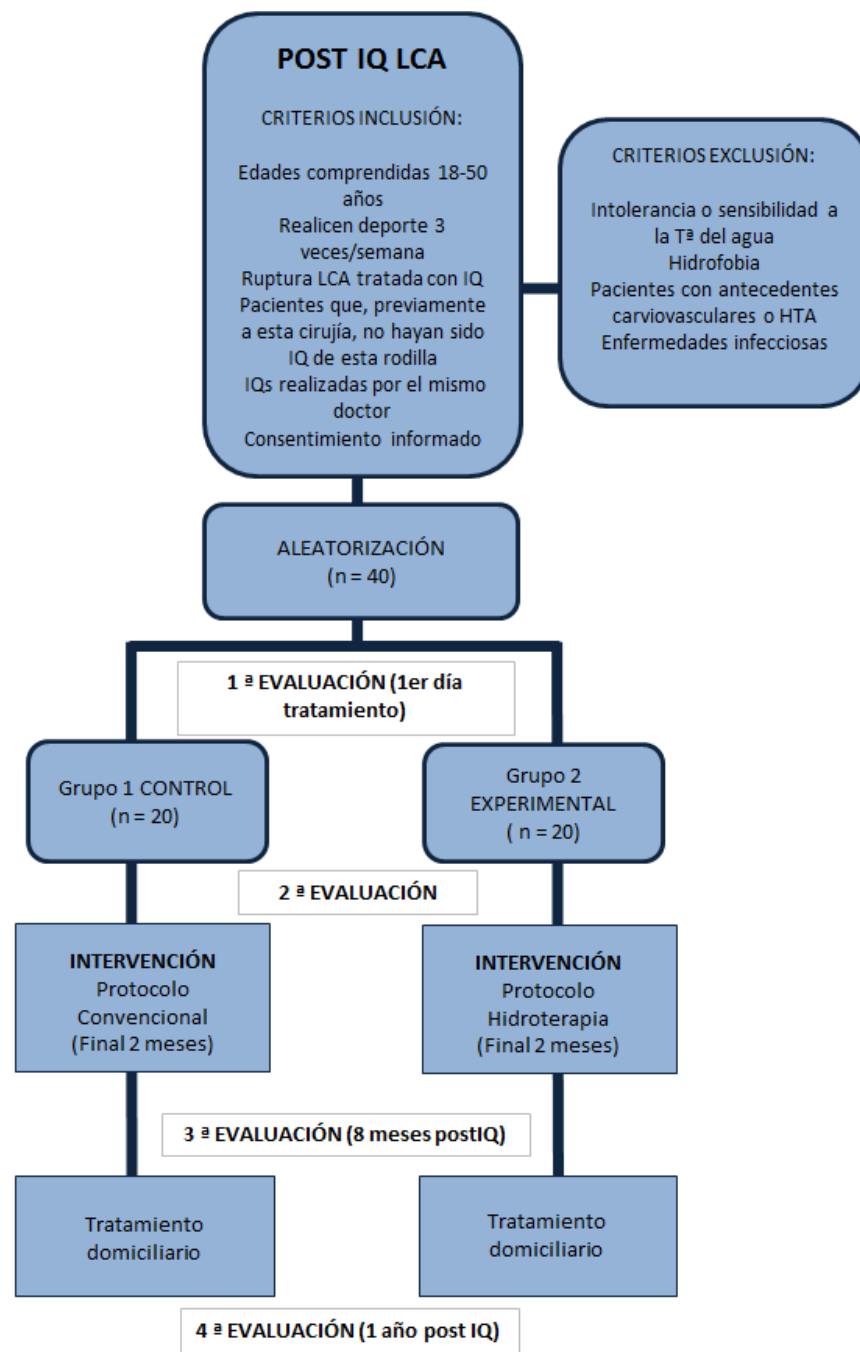 POST IQ LCA
CRITERIOS INCLUSIÓN:
Edades comprendidas 18-50
años
Realicen deporte 3
veces/semana
Ruptura LCA tratada con IQ
Pacientes que, previamente
a esta cirujía, no hayan sido
IQ de esta rodilla
IQs realizadas por el mismo
doctor
Consentimiento informado
CRITERIOS EXCLUSIÓN:
Intolerancia o sensibilidad a
la Tª del agua
Hidrofobia
Pacientes con antecedentes
carviovasculares o HTA
Enfermedades infecciosas
ALEATORIZACIÓN
(n = 40)
1 ª EVALUACIÓN (1er día
tratamiento)
Grupo 1 CONTROL
(n = 20)
Grupo 2
EXPERIMENTAL
( n = 20)
2 ª EVALUACIÓN
INTERVENCIÓN
Protocolo
Convencional
(Final 2 meses)
INTERVENCIÓN
Protocolo
Hidroterapia
(Final 2 meses)
3 ª EVALUACIÓN (8 meses postIQ)
Tratamiento
domiciliario
Tratamiento
domiciliario
4 ª EVALUACIÓN (1 año post IQ)